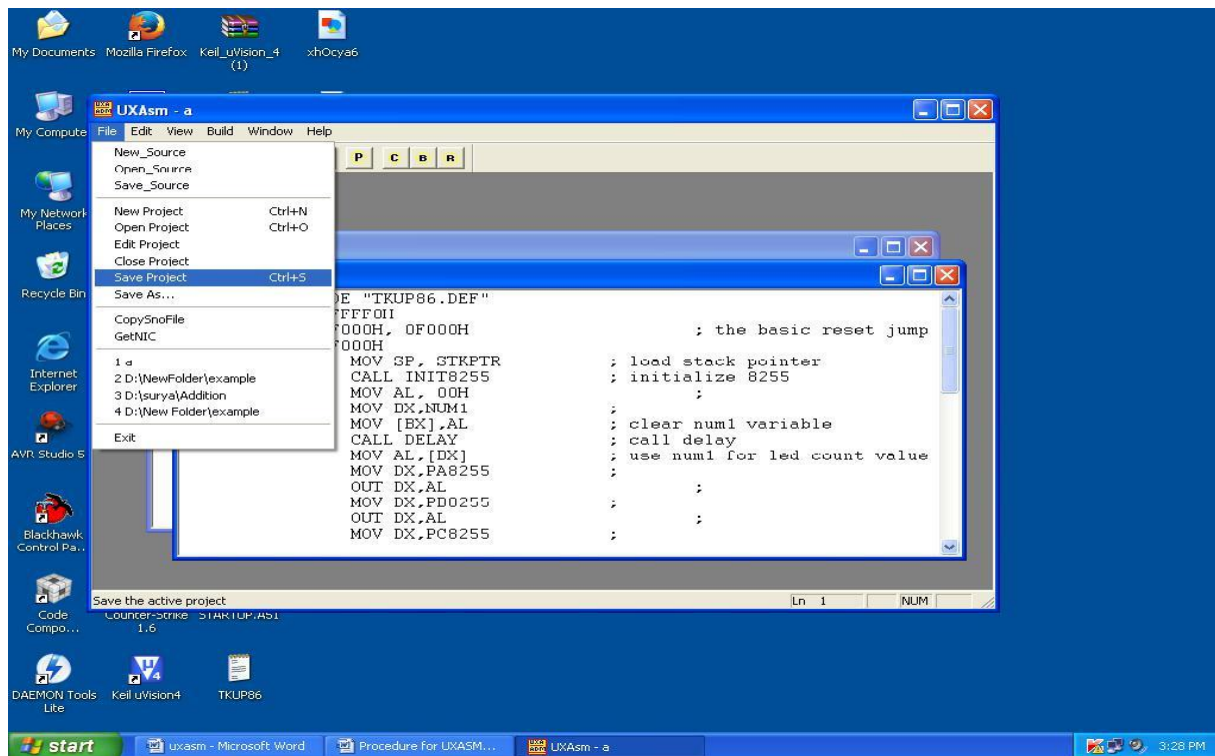 My Documents
Mozilla Firefox
Keil_uVision_4
(1)
xhOcya6
UXAsm - a
My Compute
File Edit View Build Window Help
New_Source
Open_Source
Save_Source
New Project Ctrl+N
Open Project Ctrl+O
Edit Project
Close Project
Save Project Ctrl+S
Save As...
CopySnoFile
GetNIC
1 a
2 D:\NewFolder\example
3 D:\surya\Addition
4 D:\New Folder\example
Exit
P C B R
My Network
Places
Recycle Bin
Internet
Explorer
AVR Studio 5
Blackhawk
Control Pa..
DE "TKUP86.DEF"
FFFF0H
F000H, 0F000H ; the basic reset jump
F000H
MOV SP, STKPTR ; load stack pointer
CALL INIT8255 ; initialize 8255
MOV AL, 00H ;
MOV DX,NUM1 ;
MOV [BX],AL ; clear num1 variable
CALL DELAY ; call delay
MOV AL,[DX] ; use num1 for led count value
MOV DX,PA8255 ;
OUT DX,AL ;
MOV DX,PD0255 ;
OUT DX,AL ;
MOV DX,PC8255 ;
Save the active project Ln 1 NUM
Code
Compo...
Counter-Strike
1.6
STARTUP.A51
DAEMON Tools
Lite
Keil uVision4
TKUP86
start
uxasm - Microsoft Word
Procedure for UXASM...
UXAsm - a
3:28 PM